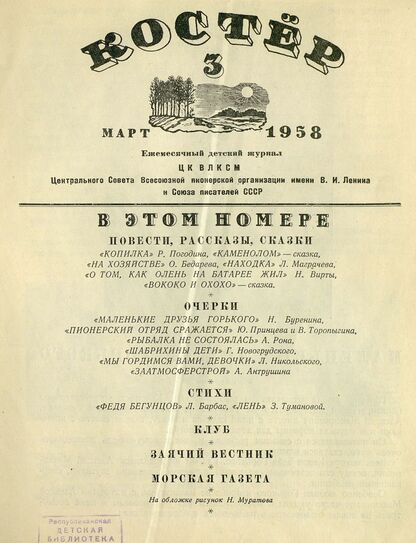 КОСТЁР
3
МАРТ 1958
Ежемесячный детский журнал
ЦК ВЛКСМ
Центрального Совета Всесоюзной пионерской организации имени В. И. Ленина
и Союза писателей СССР
В ЭТОМ НОМЕРЕ
ПОВЕСТИ, РАССКАЗЫ, СКАЗКИ
«КОПИЛКА» Р. Погодина, «КАМЕНОЛОМ» — сказка,
«НА ХОЗЯЙСТВЕ» О. Бедарева, «НАХОДКА» Л. Маграчева,
«О ТОМ, КАК ОЛЕНЬ НА БАТАРЕЕ ЖИЛ» Н. Вирты,
«ВОКОКО И ОХОХО» — сказка.
*
ОЧЕРКИ
«МАЛЕНЬКИЕ ДРУЗЬЯ ГОРЬКОГО» Н. Буренина,
«ПИОНЕРСКИЙ ОТРЯД СРАЖАЕТСЯ» Ю. Принцева и В. Торопыгина,
«РЫБАЛКА НЕ СОСТОЯЛАСЬ» А. Рона,
«ШАБРИХИНЫ ДЕТИ» Г. Новогрудского,
«МЫ ГОРДИМСЯ ВАМИ, ДЕВОЧКИ» Л. Никольского,
«ЗААТМОСФЕРСТРОЙ» А. Антрушина
*
СТИХИ
«ФЕДЯ БЕГУНЦОВ» Л. Барбас, «ЛЕНЬ» З. Тумановой.
*
КЛУБ
*
ЗАЯЧИЙ ВЕСТНИК
*
МОРСКАЯ ГАЗЕТА
*
На обложке рисунок Н. Муратова
*
Республиканская
ДЕТСКАЯ
БИБЛИОТЕКА